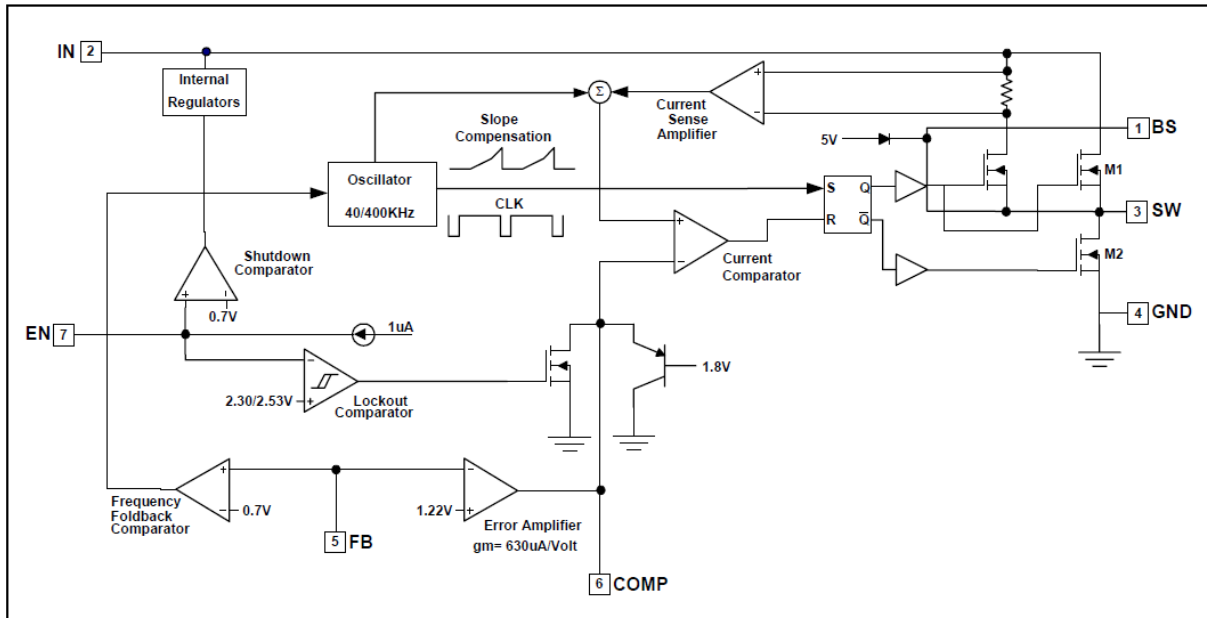 IN 2
Internal
Regulators
Σ
+
−
Current
Sense
Amplifier
Slope
Compensation
5V
1 BS
Oscillator
40/400KHz
CLK
S Q
R Q̅
M1
3 SW
+
−
Current
Comparator
M2
Shutdown
Comparator
+ −
0.7V
4 GND
EN 7
1uA
−
+
2.30/2.53V
Lockout
Comparator
1.8V
+
−
0.7V
Frequency
Foldback
Comparator
−
+
1.22V
Error Amplifier
gm= 630uA/Volt
5 FB
6 COMP